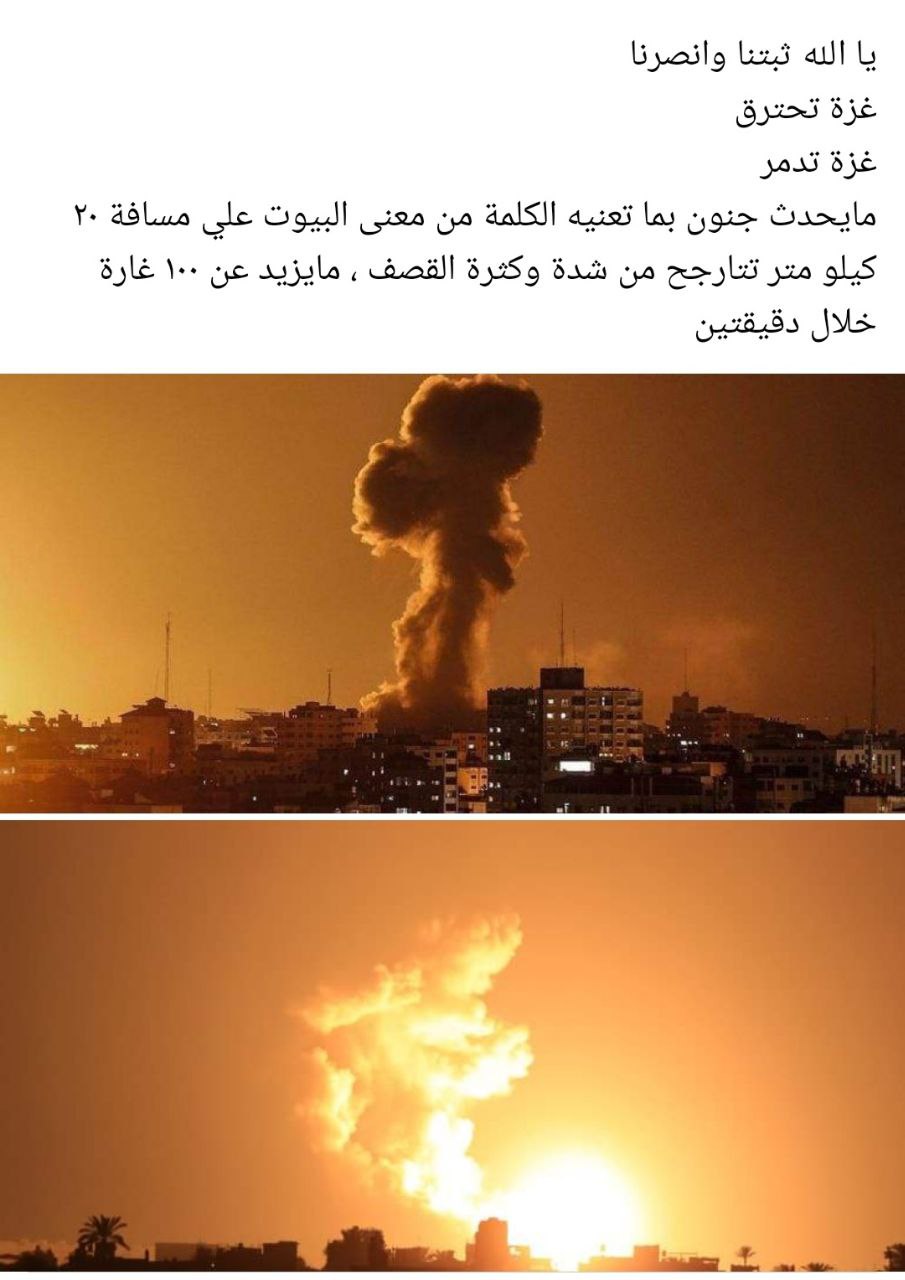 يا الله ثبتنا وانصرنا
غزة تحترق
غزة تدمر
مايحدث جنون بما تعنيه الكلمة من معنى البيوت علي مسافة ٢٠
كيلو متر تتارجح من شدة وكثرة القصف ، مايزيد عن ١٠٠ غارة
خلال دقيقتين